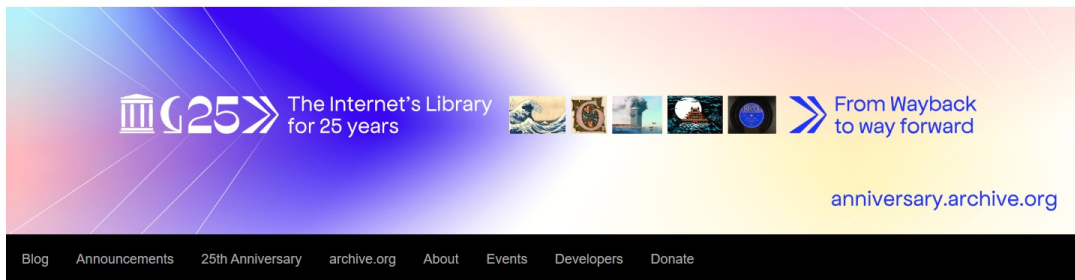 25
The Internet's Library
for 25 years
From Wayback
to way forward
anniversary.archive.org
Blog Announcements 25th Anniversary archive.org About Events Developers Donate